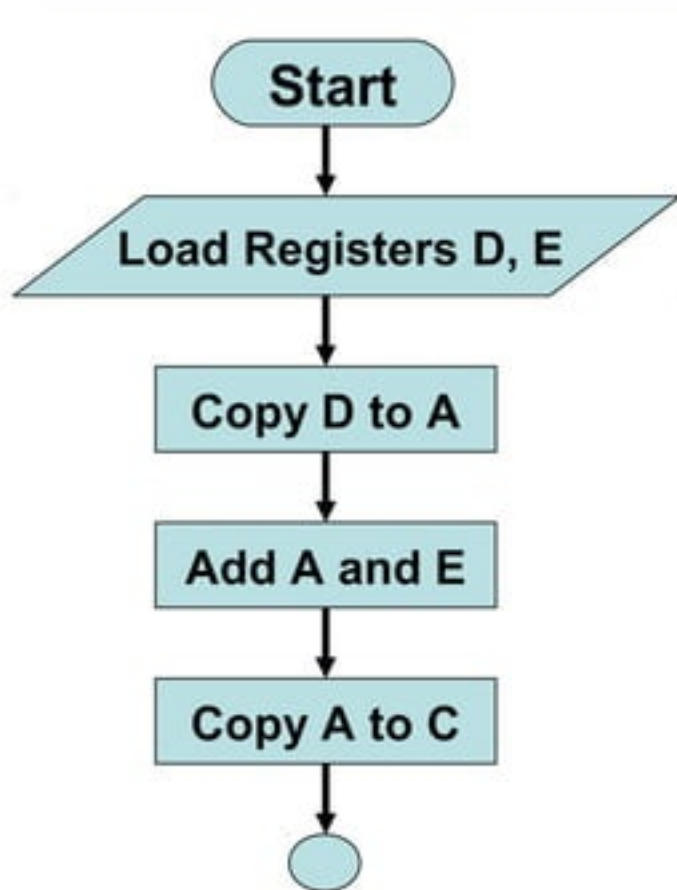 Start
Load Registers D, E
Copy D to A
Add A and E
Copy A to C